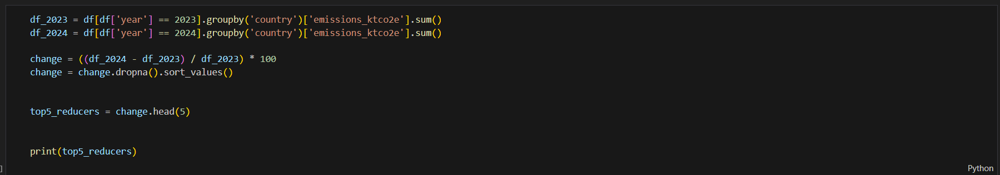 df_2023 = df[df['year'] == 2023].groupby('country')['emissions_ktco2e'].sum()
df_2024 = df[df['year'] == 2024].groupby('country')['emissions_ktco2e'].sum()
change = ((df_2024 - df_2023) / df_2023) * 100
change = change.dropna().sort_values()
top5_reducers = change.head(5)
print(top5_reducers)
]
Python